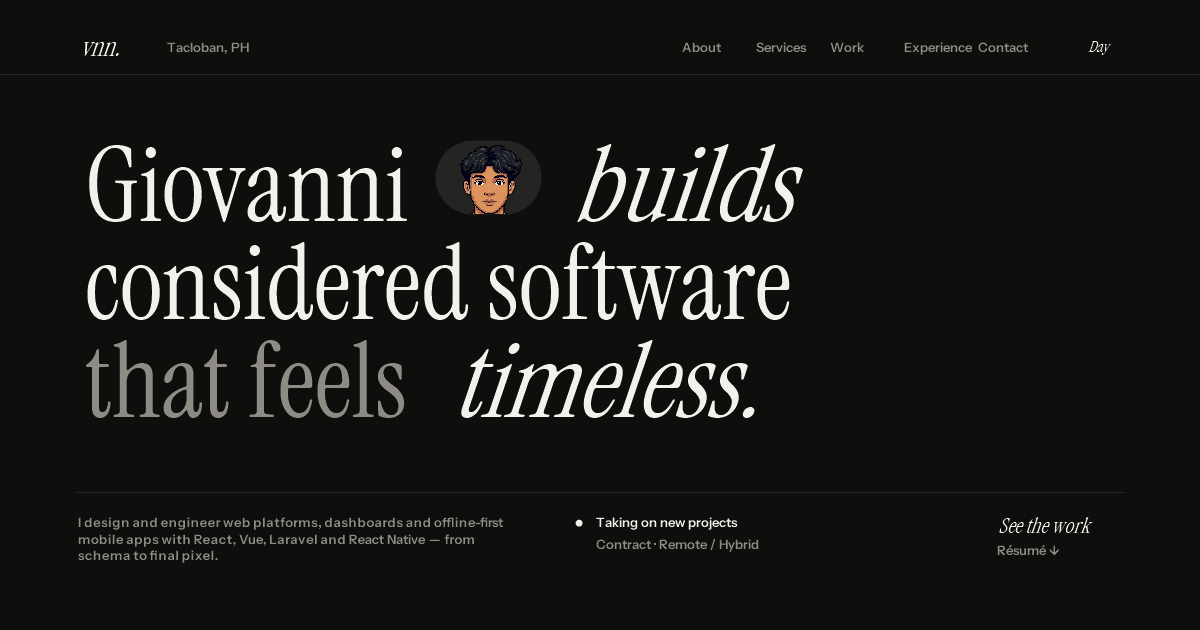 vnn. Tacloban, PH About Services Work Experience Contact Day
Giovanni builds
considered software
that feels timeless.
I design and engineer web platforms, dashboards and offline-first
mobile apps with React, Vue, Laravel and React Native — from
schema to final pixel.
Taking on new projects
Contract · Remote / Hybrid
See the work
Résumé ↓